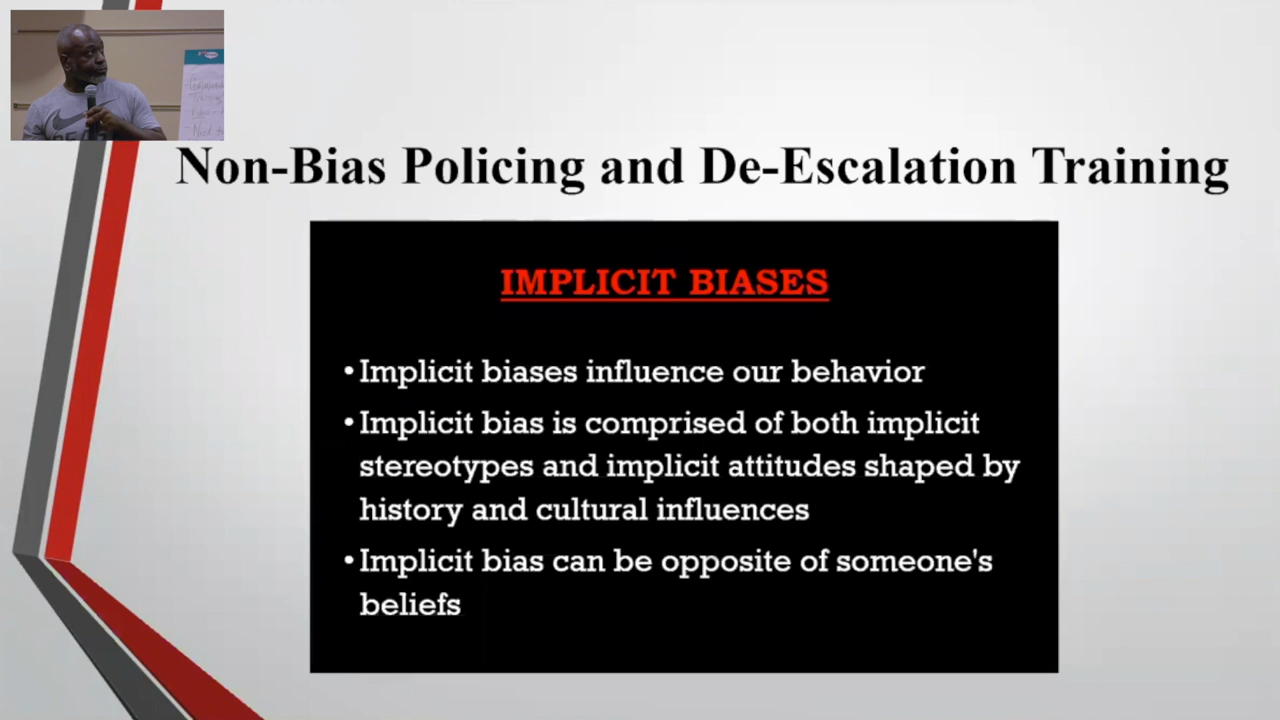 Non-Bias Policing and De-Escalation Training
IMPLICIT BIASES
• Implicit biases influence our behavior
• Implicit bias is comprised of both implicit
stereotypes and implicit attitudes shaped by
history and cultural influences
• Implicit bias can be opposite of someone's
beliefs